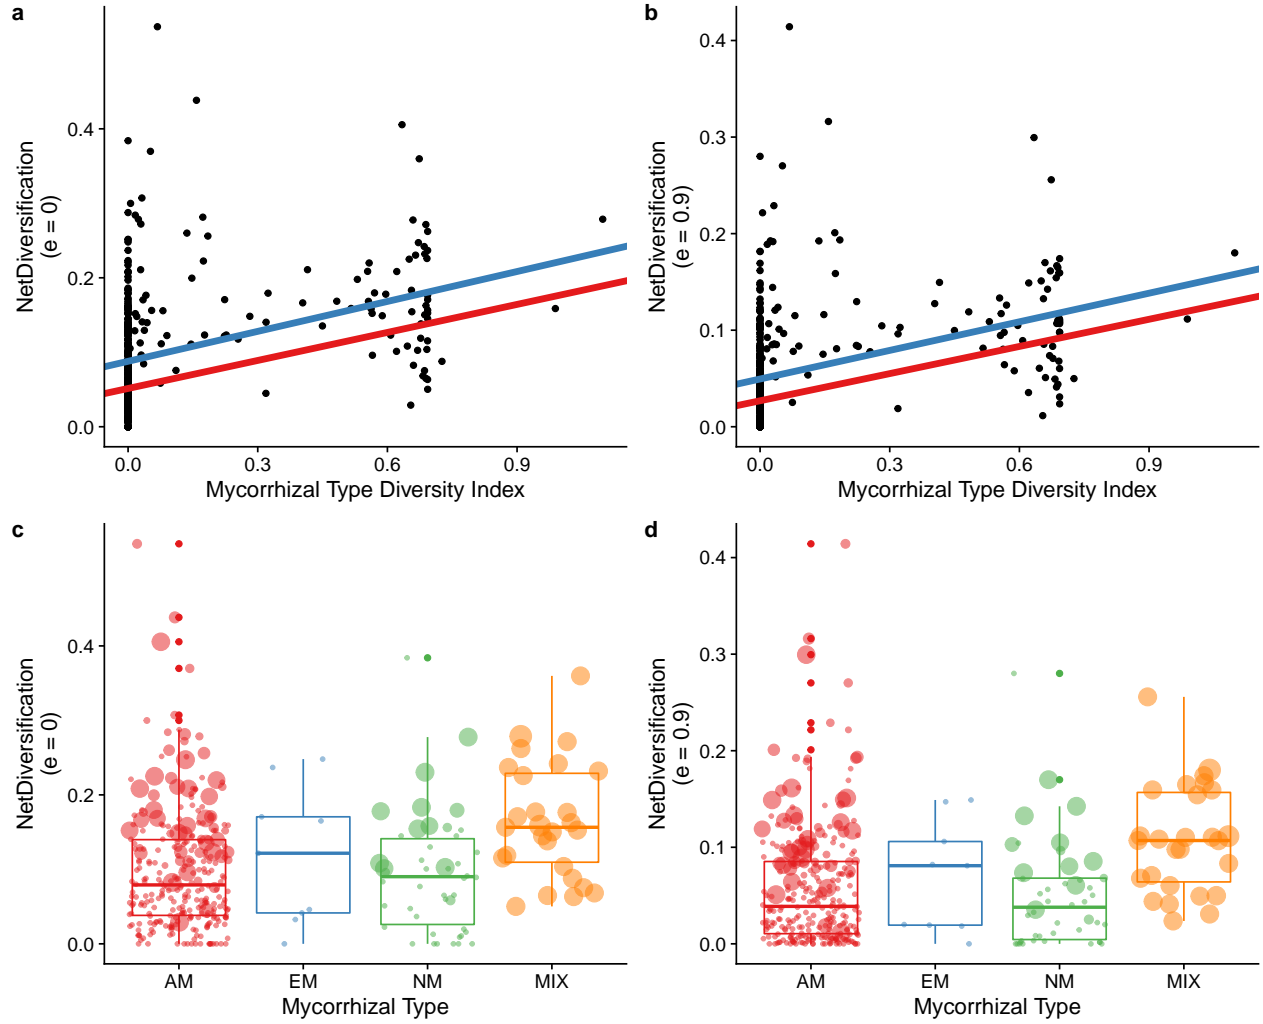 a
NetDiversification
(e = 0)
0.4
0.2
0.0
0.0 0.3 0.6 0.9
Mycorrhizal Type Diversity Index
b
NetDiversification
(e = 0.9)
0.4
0.3
0.2
0.1
0.0
0.0 0.3 0.6 0.9
Mycorrhizal Type Diversity Index
c
NetDiversification
(e = 0)
0.4
0.2
0.0
AM EM NM MIX
Mycorrhizal Type
d
NetDiversification
(e = 0.9)
0.4
0.3
0.2
0.1
0.0
AM EM NM MIX
Mycorrhizal Type